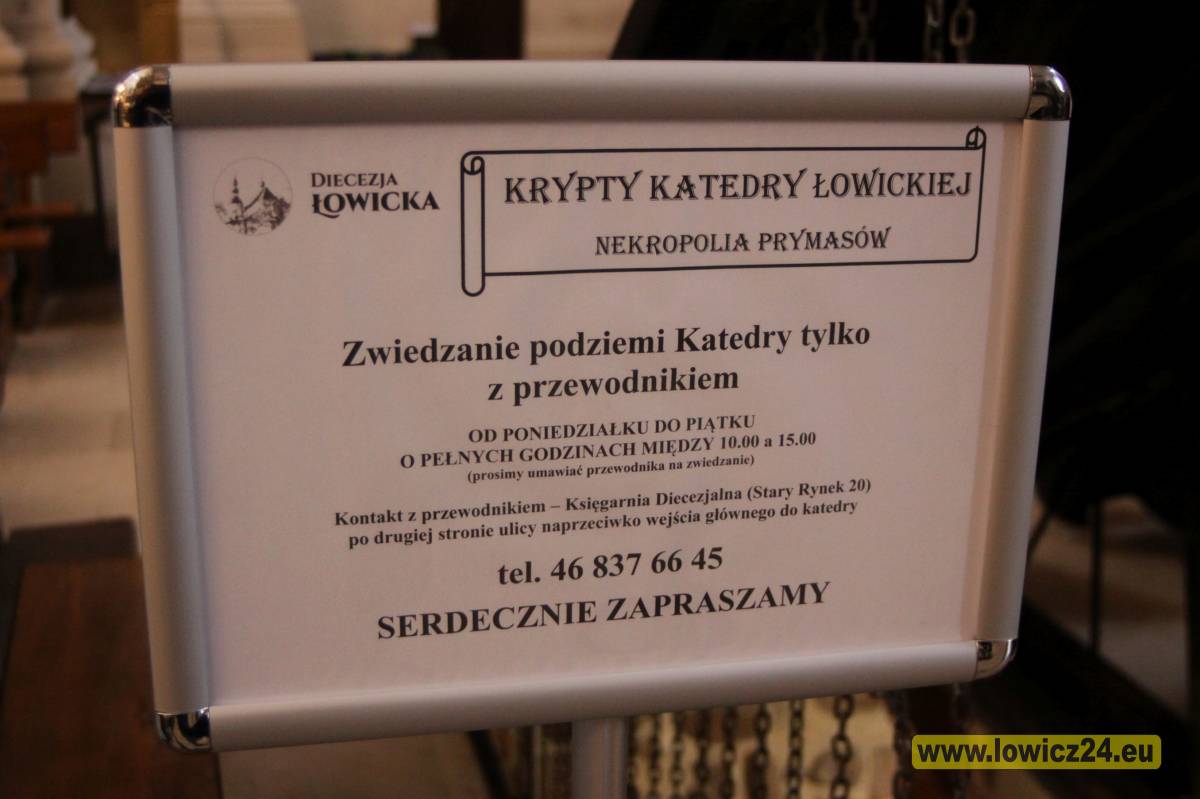 DIECEZJA
ŁOWICKA
KRYPTY KATEDRY ŁOWICKIEJ
NEKROPOLIA PRYMASÓW
Zwiedzanie podziemi Katedry tylko
z przewodnikiem
OD PONIEDZIAŁKU DO PIĄTKU
O PEŁNYCH GODZINACH MIĘDZY 10.00 a 15.00
(prosimy umawiać przewodnika na zwiedzanie)
Kontakt z przewodnikiem – Księgarnia Diecezjalna (Stary Rynek 20)
po drugiej stronie ulicy naprzeciwko wejścia głównego do katedry
tel. 46 837 66 45
SERDECZNIE ZAPRASZAMY
www.lowicz24.eu